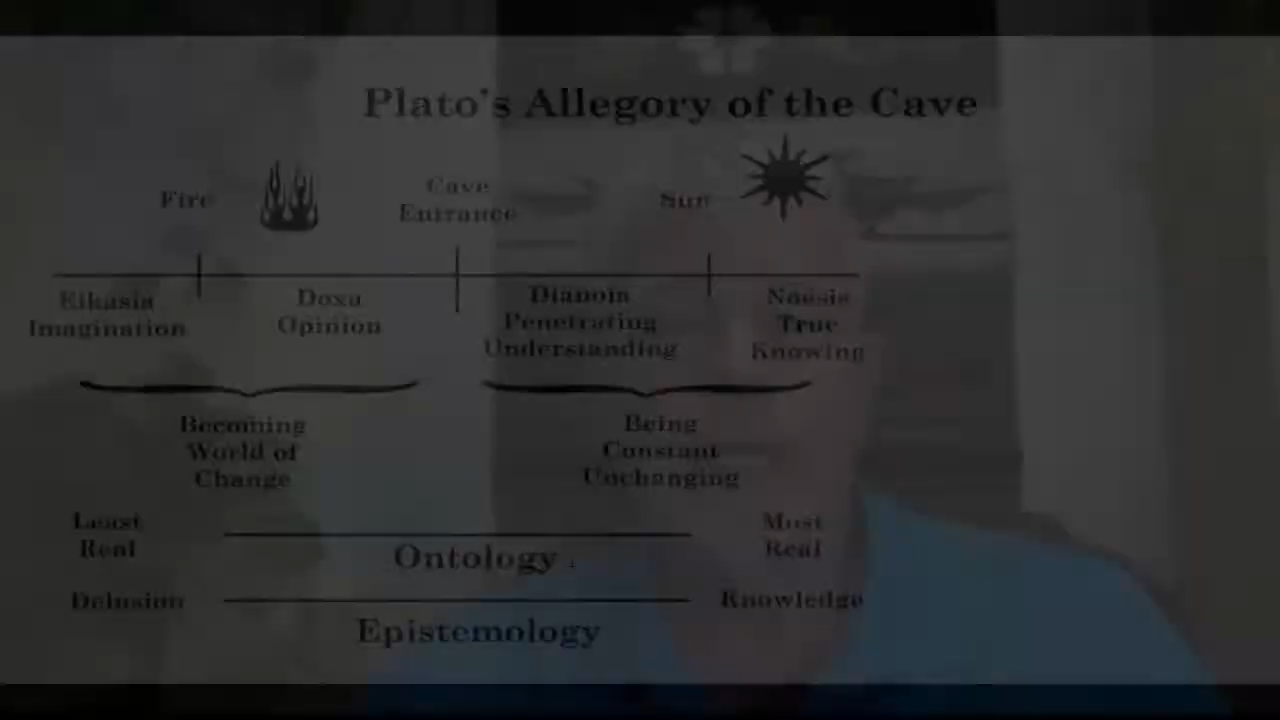 Plato's Allegory of the Cave
Fire
Cave
Entrance
Sun
Eikasia
Imagination
Doxa
Opinion
Dianoia
Penetrating
Understanding
Noesis
True
Knowing
Becoming
World of
Change
Being
Constant
Unchanging
Least
Real
Most
Real
Ontology
Delusion
Knowledge
Epistemology